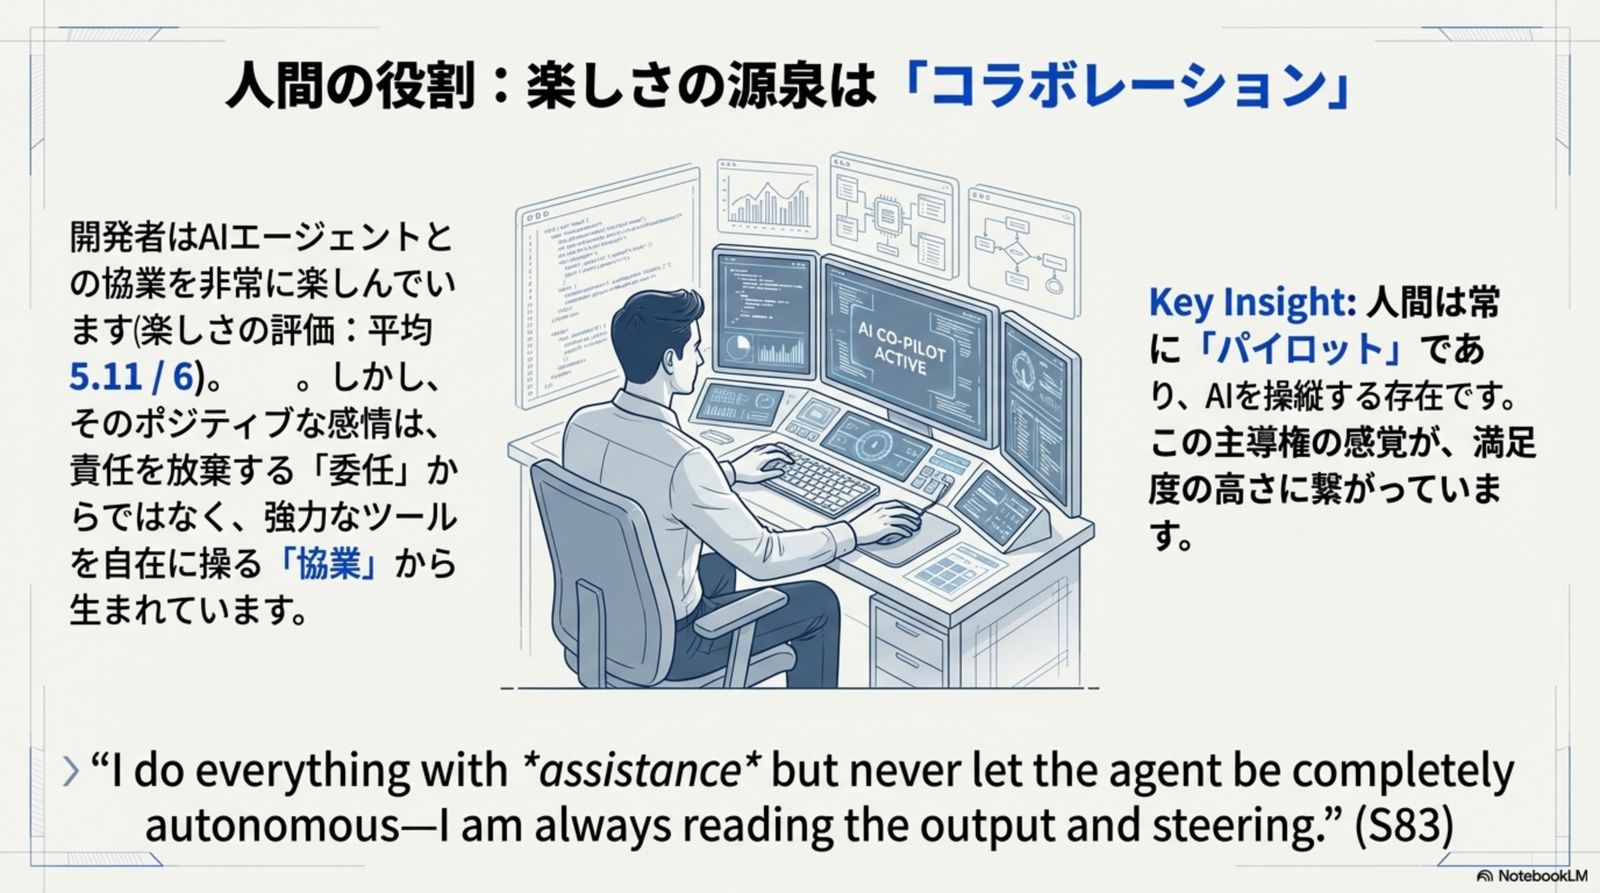 人間の役割：楽しさの源泉は「コラボレーション」
開発者はAIエージェントと
の協業を非常に楽しんでい
ます(楽しさの評価：平均
5.11 / 6)。　　。しかし、
そのポジティブな感情は、
責任を放棄する「委任」か
らではなく、強力なツール
を自在に操る「協業」から
生まれています。
AI CO-PILOT
ACTIVE
Key Insight: 人間は常
に「パイロット」であ
り、AIを操縦する存在です。
この主導権の感覚が、満足
度の高さに繋がっていま
す。
“I do everything with *assistance* but never let the agent be completely
autonomous—I am always reading the output and steering.” (S83)
NotebookLM